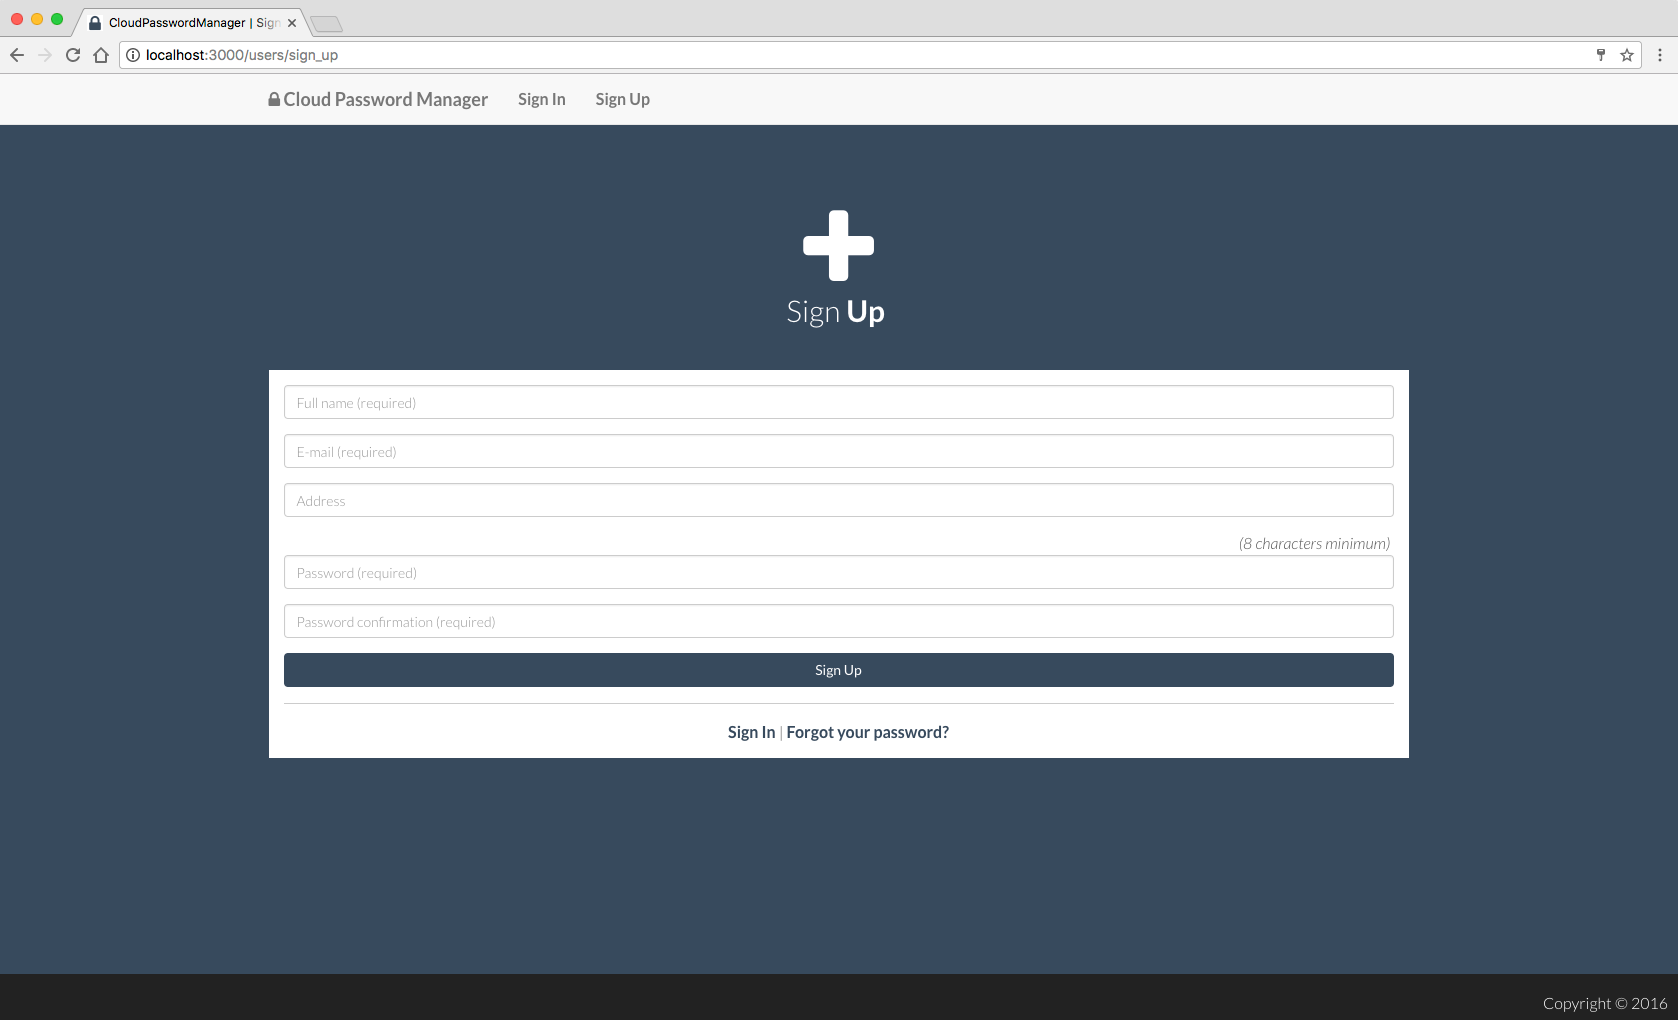 CloudPasswordManager | Sign
localhost:3000/users/sign_up
Cloud Password Manager Sign In Sign Up
Sign Up
Full name (required)
E-mail (required)
Address
(8 characters minimum)
Password (required)
Password confirmation (required)
Sign Up
Sign In | Forgot your password?
Copyright © 2016